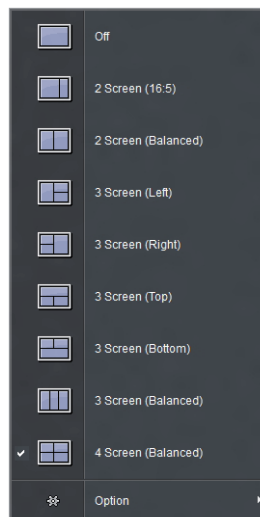 Off
2 Screen (16:5)
2 Screen (Balanced)
3 Screen (Left)
3 Screen (Right)
3 Screen (Top)
3 Screen (Bottom)
3 Screen (Balanced)
4 Screen (Balanced)
Option